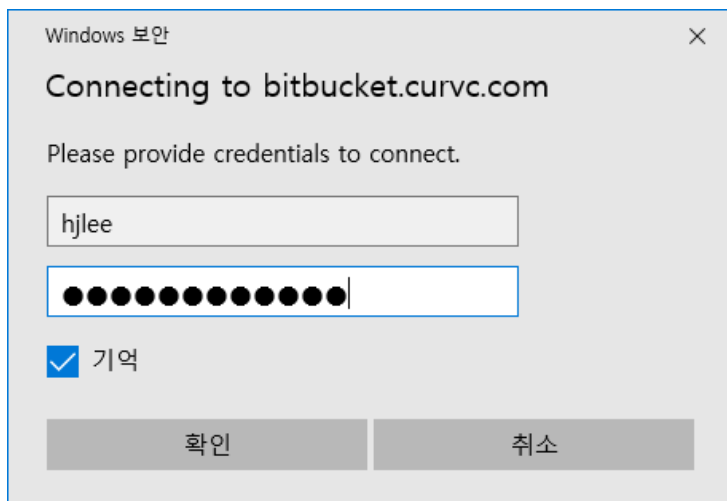 Windows 보안
Connecting to bitbucket.curvc.com
Please provide credentials to connect.
hjlee
●●●●●●●●●●●●
기억
확인
취소